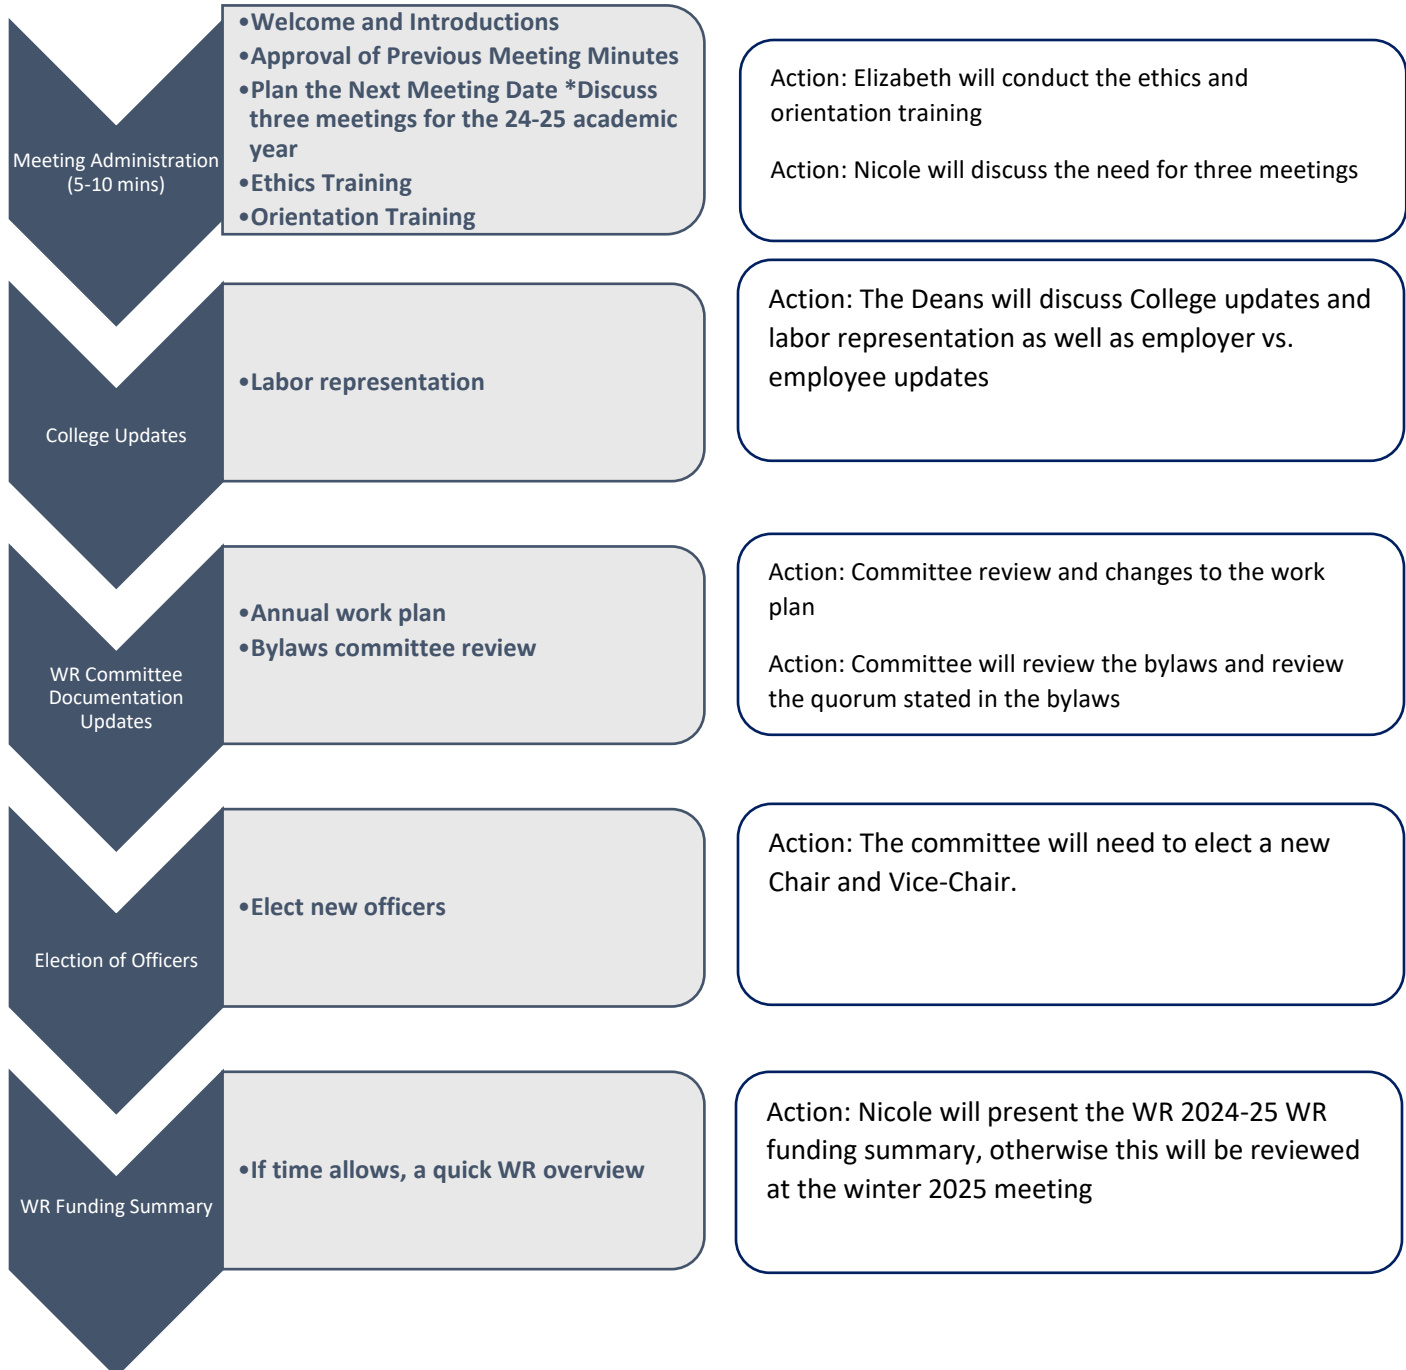 Meeting Administration
(5-10 mins)
•Welcome and Introductions
•Approval of Previous Meeting Minutes
•Plan the Next Meeting Date *Discuss
three meetings for the 24-25 academic
year
•Ethics Training
•Orientation Training
Action: Elizabeth will conduct the ethics and
orientation training
Action: Nicole will discuss the need for three meetings
College Updates
•Labor representation
Action: The Deans will discuss College updates and
labor representation as well as employer vs.
employee updates
WR Committee
Documentation
Updates
•Annual work plan
•Bylaws committee review
Action: Committee review and changes to the work
plan
Action: Committee will review the bylaws and review
the quorum stated in the bylaws
Election of Officers
•Elect new officers
Action: The committee will need to elect a new
Chair and Vice-Chair.
WR Funding Summary
•If time allows, a quick WR overview
Action: Nicole will present the WR 2024-25 WR
funding summary, otherwise this will be reviewed
at the winter 2025 meeting